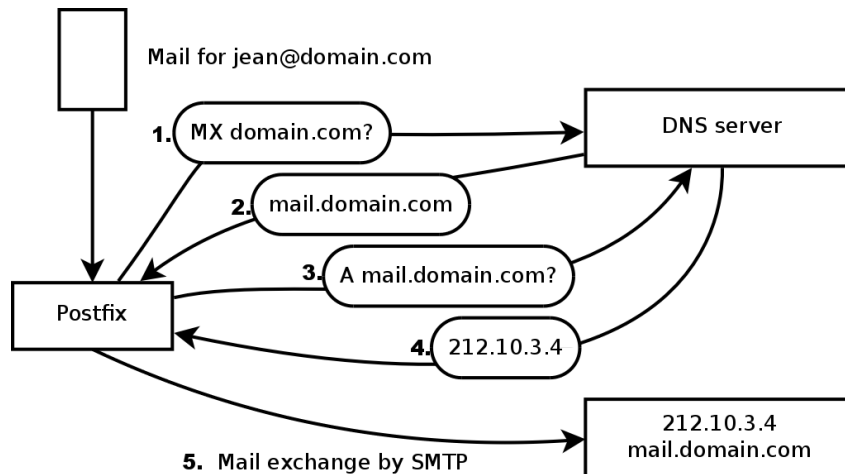 Mail for jean@domain.com
1. MX domain.com?
DNS server
2. mail.domain.com
3. A mail.domain.com?
Postfix
4. 212.10.3.4
212.10.3.4
mail.domain.com
5. Mail exchange by SMTP